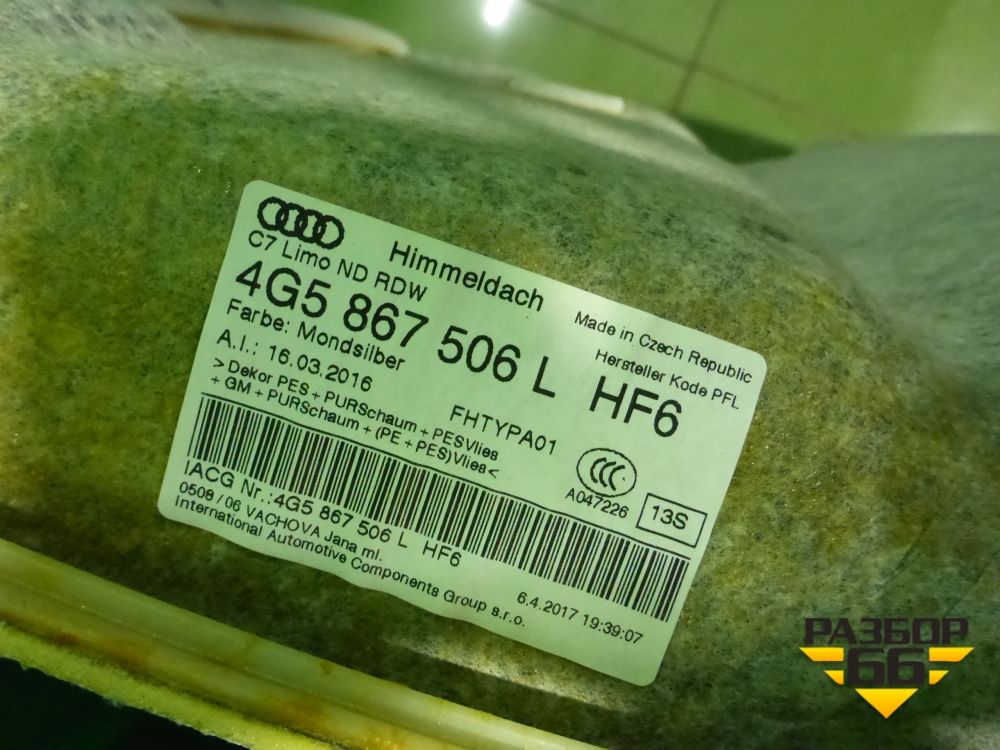 C7 Limo ND RDW
Himmeldach
4G5 867 506 L HF6
Made in Czech Republic
Farbe: Mondsilber
Hersteller Kode PFL
A.I.: 16.03.2016
FHTYPA01
>Dekor PES + PURSchaum + PESVlies
+ GM + PURSchaum + (PE + PES)Vlies<
CCC
A047226
13S
IACG Nr.:4G5 867 506 L HF6
0508 / 06 VACHOVA Jana ml.
International Automotive Components Group s.r.o.
6.4.2017 19:39:07
РАЗБОР
66